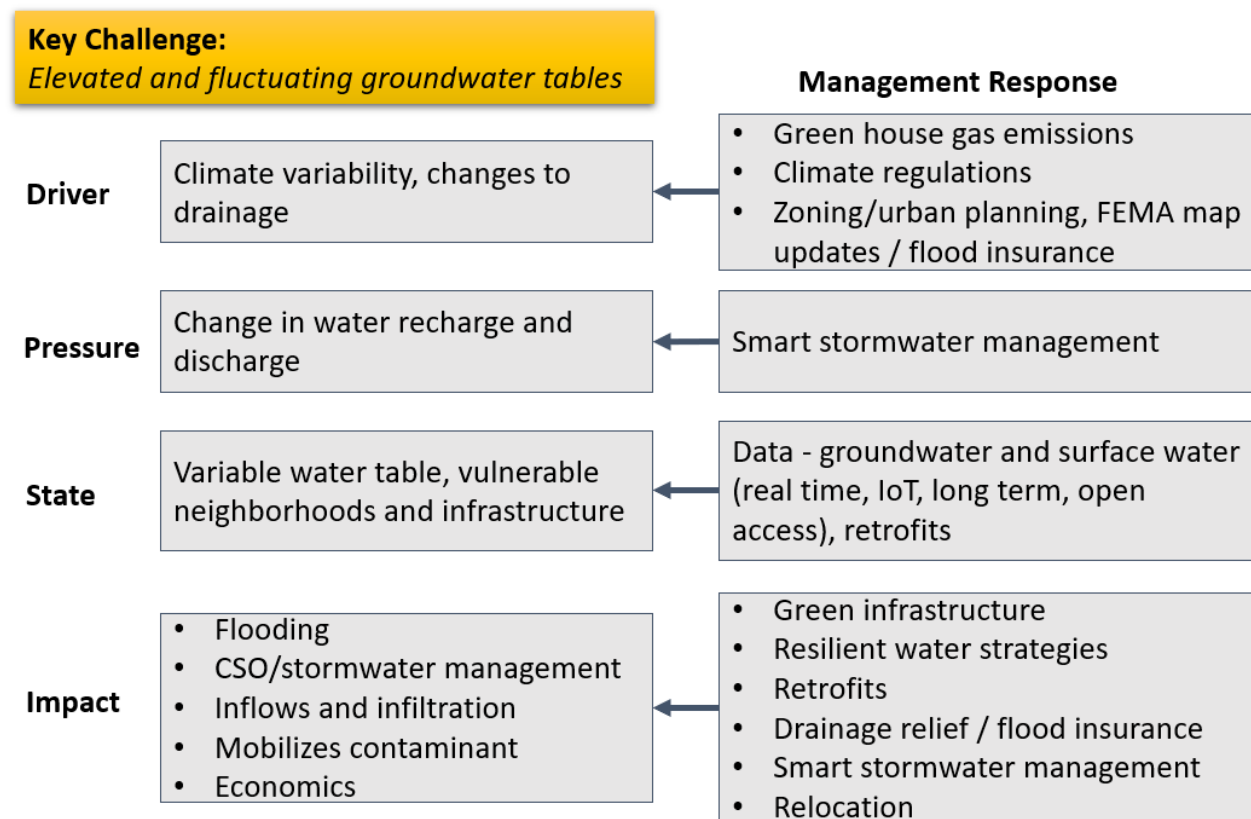 Key Challenge:
Elevated and fluctuating groundwater tables
Management Response
Driver
Climate variability, changes to
drainage
• Green house gas emissions
• Climate regulations
• Zoning/urban planning, FEMA map
updates / flood insurance
Pressure
Change in water recharge and
discharge
Smart stormwater management
State
Variable water table, vulnerable
neighborhoods and infrastructure
Data - groundwater and surface water
(real time, IoT, long term, open
access), retrofits
Impact
• Flooding
• CSO/stormwater management
• Inflows and infiltration
• Mobilizes contaminant
• Economics
• Green infrastructure
• Resilient water strategies
• Retrofits
• Drainage relief / flood insurance
• Smart stormwater management
• Relocation